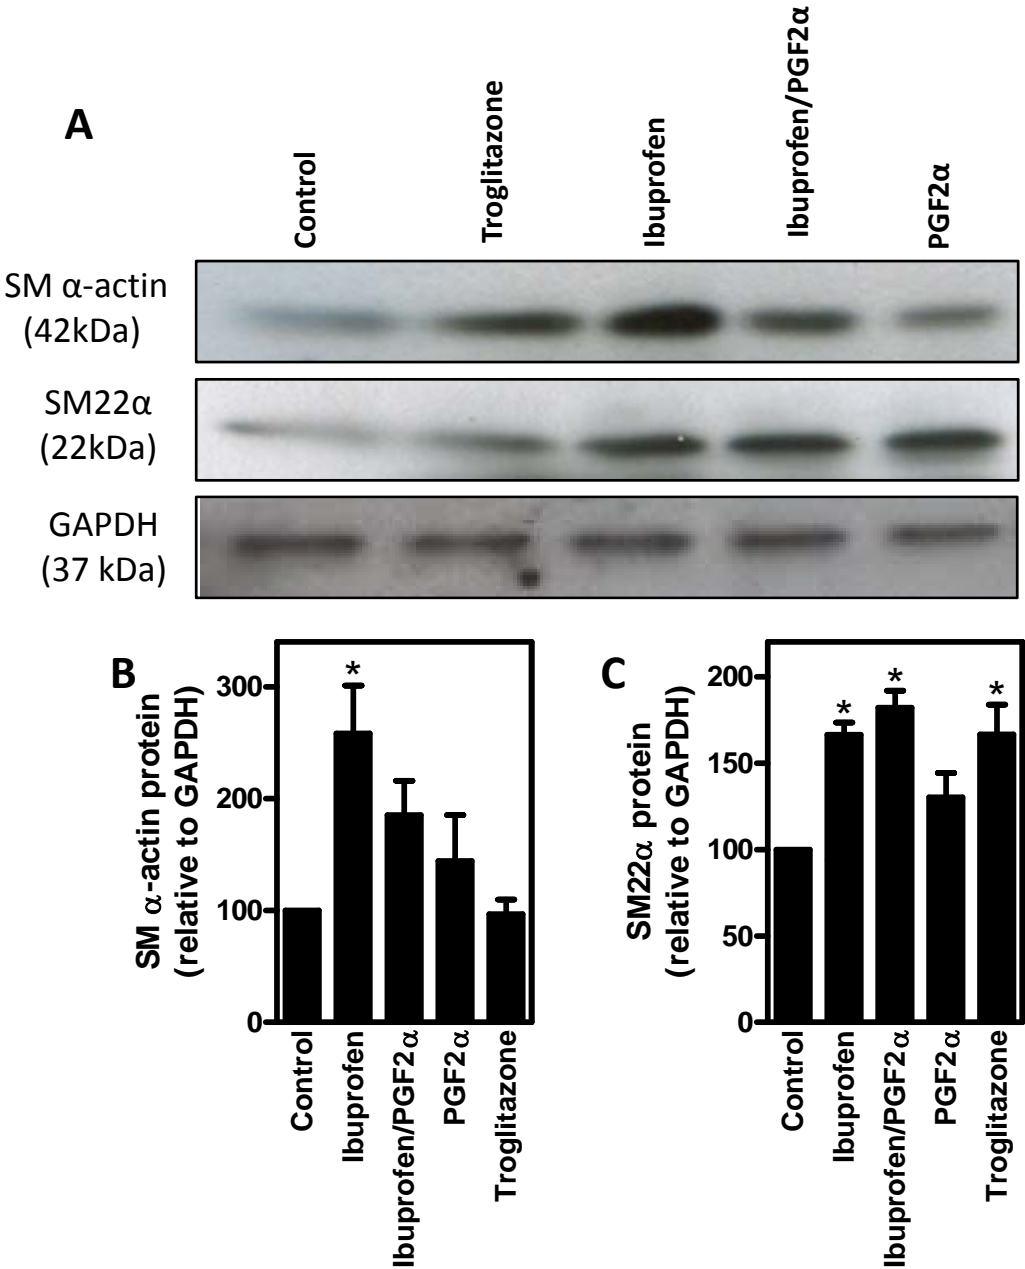 A
Control
Troglitazone
Ibuprofen
Ibuprofen/PGF2α
PGF2α
SM α-actin
(42kDa)
SM22α
(22kDa)
GAPDH
(37 kDa)
B
SM α-actin protein
(relative to GAPDH)
300
200
100
0
*
Control
Ibuprofen
Ibuprofen/PGF2α
PGF2α
Troglitazone
C
SM22α protein
(relative to GAPDH)
200
150
100
50
0
*
*
*
Control
Ibuprofen
Ibuprofen/PGF2α
PGF2α
Troglitazone